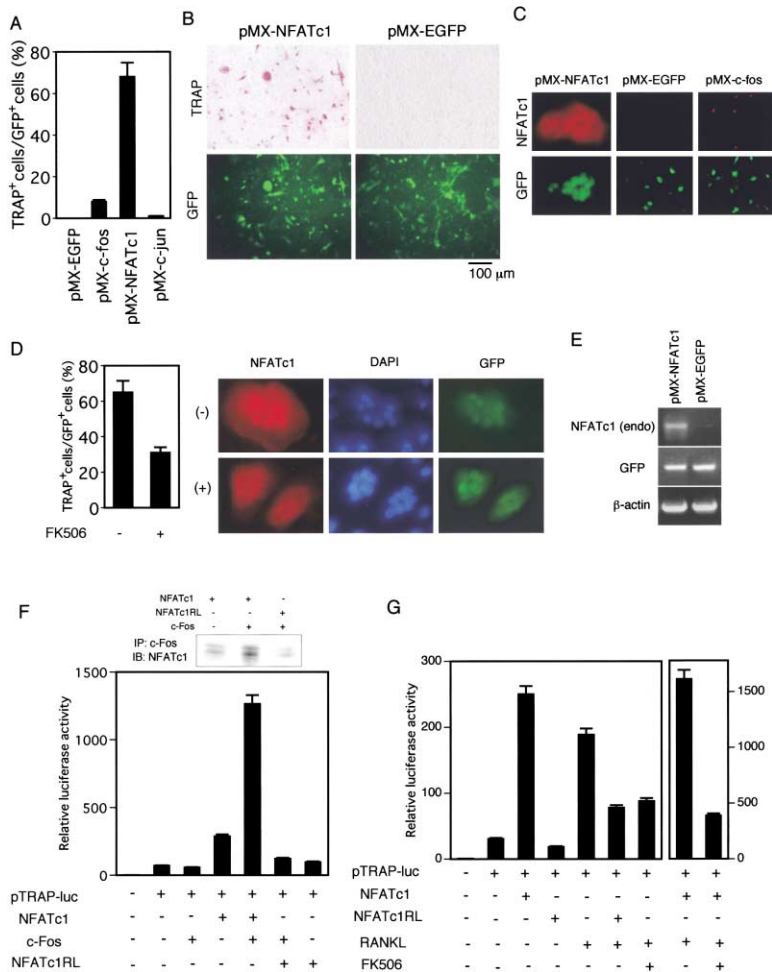 A
TRAP⁺ cells/GFP⁺ cells (%)
80
60
40
20
0
pMX-EGFP
pMX-c-fos
pMX-NFATc1
pMX-c-jun
B
pMX-NFATc1 pMX-EGFP
TRAP
GFP
100 μm
C
pMX-NFATc1 pMX-EGFP pMX-c-fos
NFATc1
GFP
D
TRAP⁺cells/GFP⁺cells (%)
80
60
40
20
0
FK506 - +
NFATc1 DAPI GFP
(-)
(+)
E
pMX-NFATc1
pMX-EGFP
NFATc1 (endo)
GFP
β-actin
F
NFATc1 + + -
NFATc1RL - - +
c-Fos - + +
IP: c-Fos
IB: NFATc1
Relative luciferase activity
1500
1000
500
0
pTRAP-luc - + + + + + +
NFATc1 - - - + + - -
c-Fos - - + - + + -
NFATc1RL - - - - - + +
G
Relative luciferase activity
300
200
100
0
1500
1000
500
0
pTRAP-luc - + + + + + + + +
NFATc1 - - + - - - - + +
NFATc1RL - - - + - + - - -
RANKL - - - - + + + + +
FK506 - - - - - - + - +